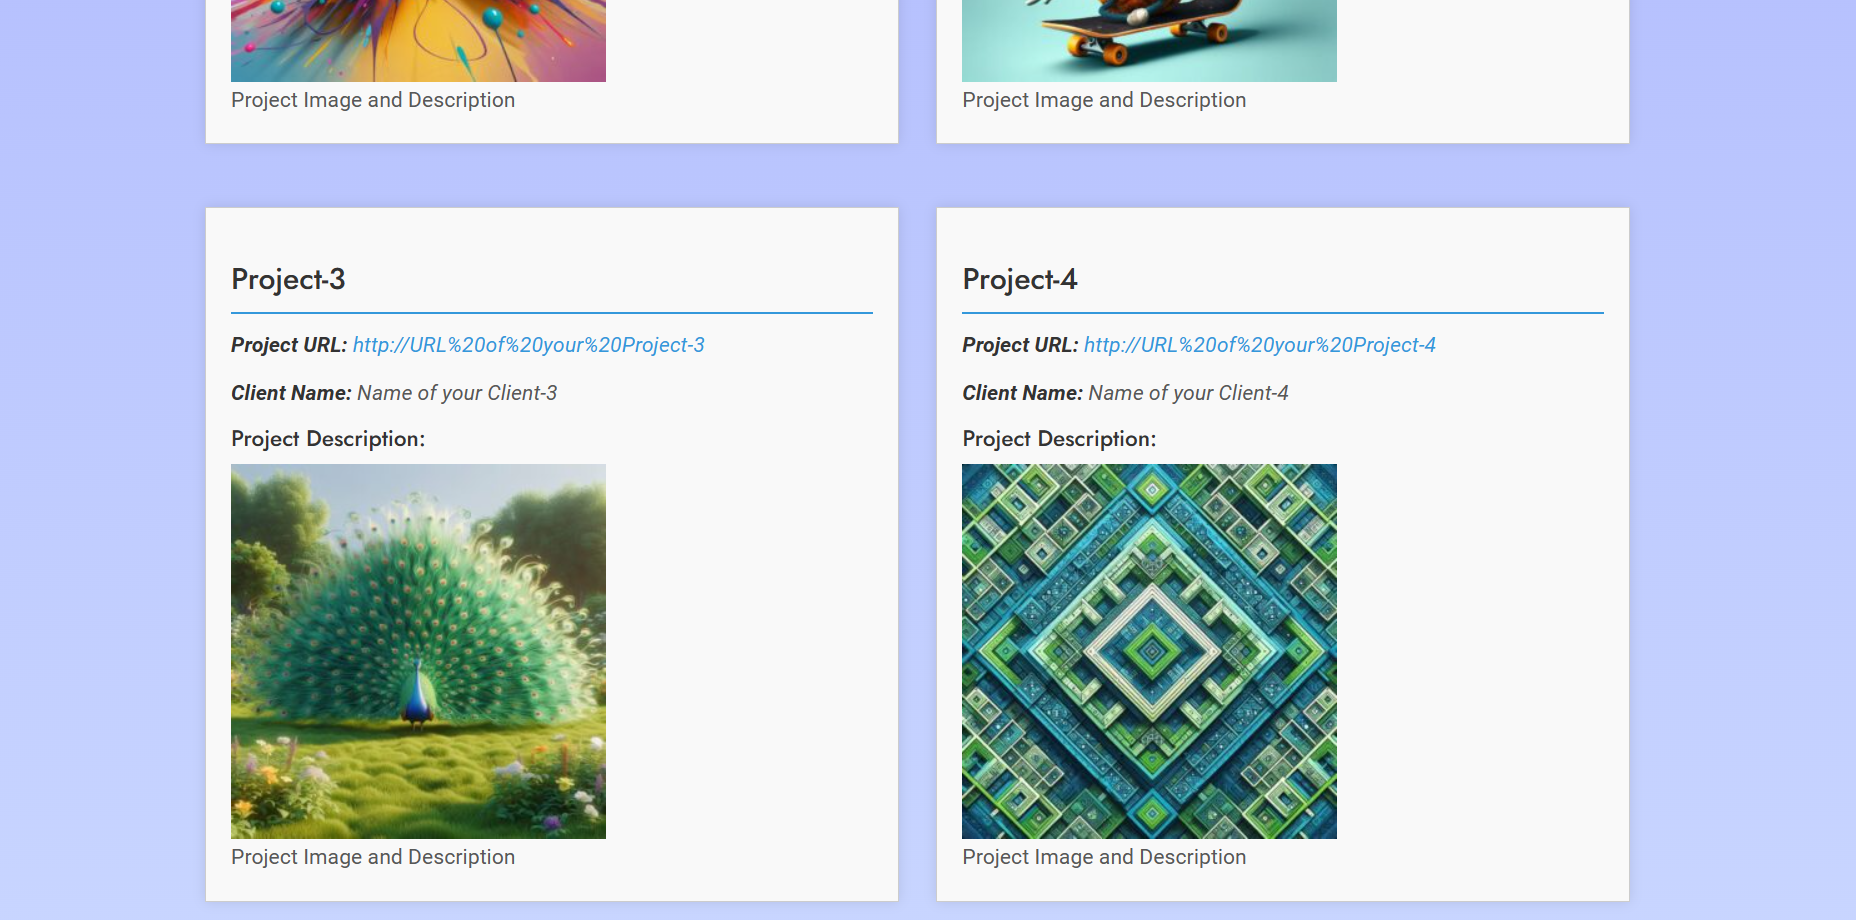 Project Image and Description
Project Image and Description
Project-3
Project URL: http://URL%20of%20your%20Project-3
Client Name: Name of your Client-3
Project Description:
Project Image and Description
Project-4
Project URL: http://URL%20of%20your%20Project-4
Client Name: Name of your Client-4
Project Description:
Project Image and Description